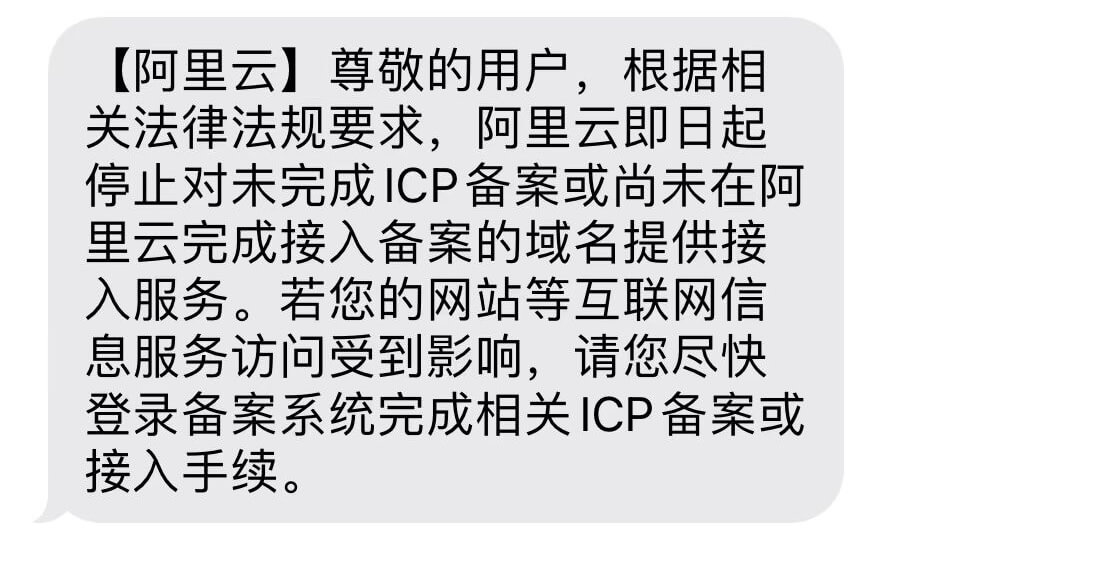 【阿里云】尊敬的用户，根据相
关法律法规要求，阿里云即日起
停止对未完成ICP备案或尚未在阿
里云完成接入备案的域名提供接
入服务。若您的网站等互联网信
息服务访问受到影响，请您尽快
登录备案系统完成相关ICP备案或
接入手续。